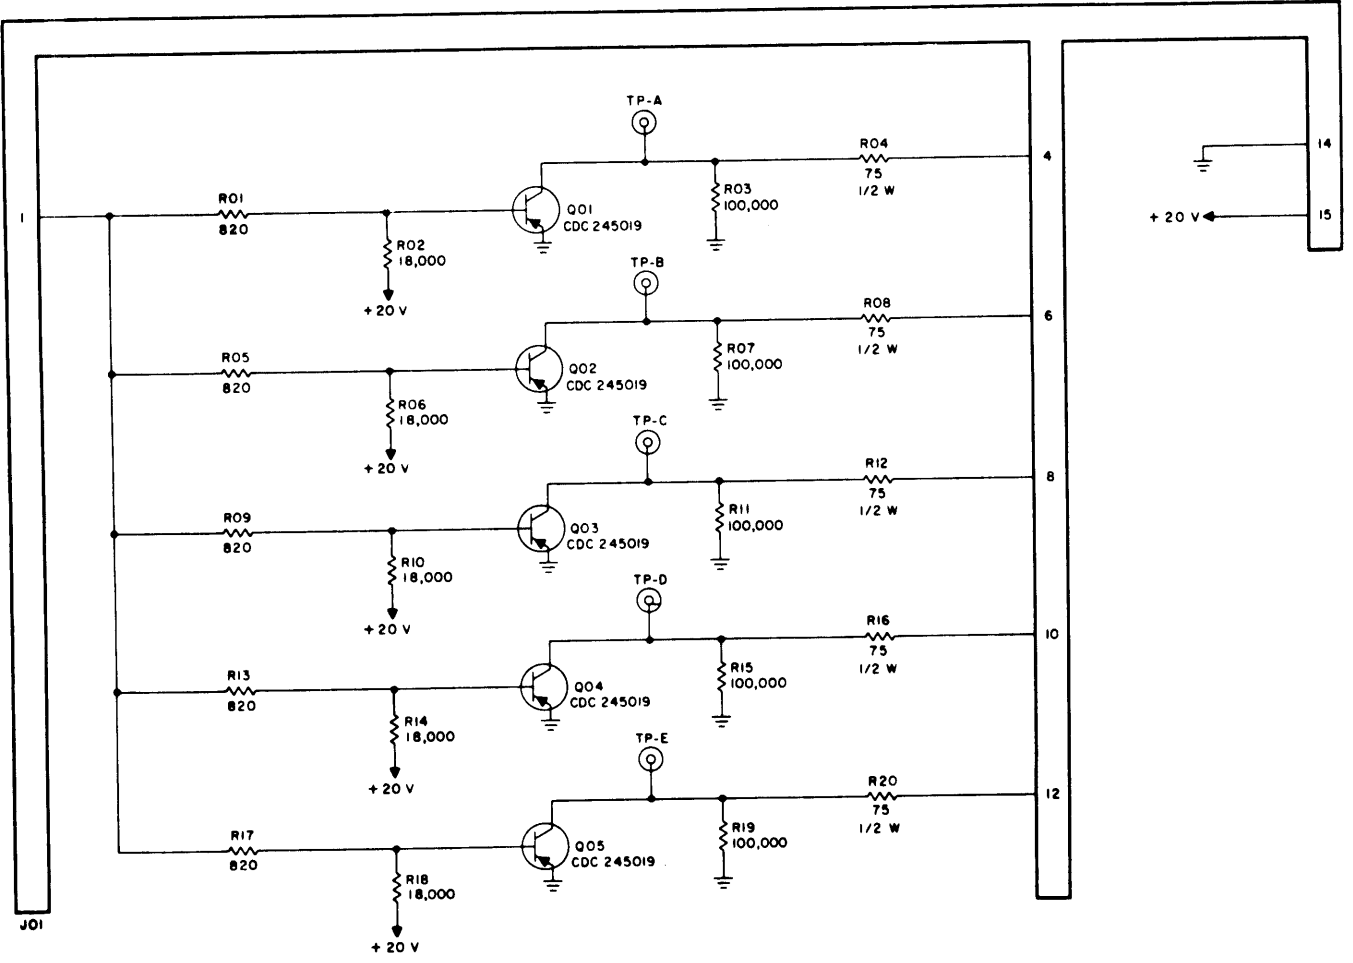 TP-A
R04
75
1/2 W
4
14
R01
820
R03
100,000
Q01
CDC 245019
1
+ 20 V
15
R02
18,000
+ 20 V
TP-B
R08
75
1/2 W
6
R05
820
R07
100,000
Q02
CDC 245019
R06
18,000
+ 20 V
TP-C
R12
75
1/2 W
8
R09
820
R11
100,000
Q03
CDC 245019
R10
18,000
+ 20 V
TP-D
R16
75
1/2 W
10
R13
820
R15
100,000
Q04
CDC 245019
R14
18,000
+ 20 V
TP-E
R20
75
1/2 W
12
R17
820
R19
100,000
Q05
CDC 245019
R18
18,000
+ 20 V
J01